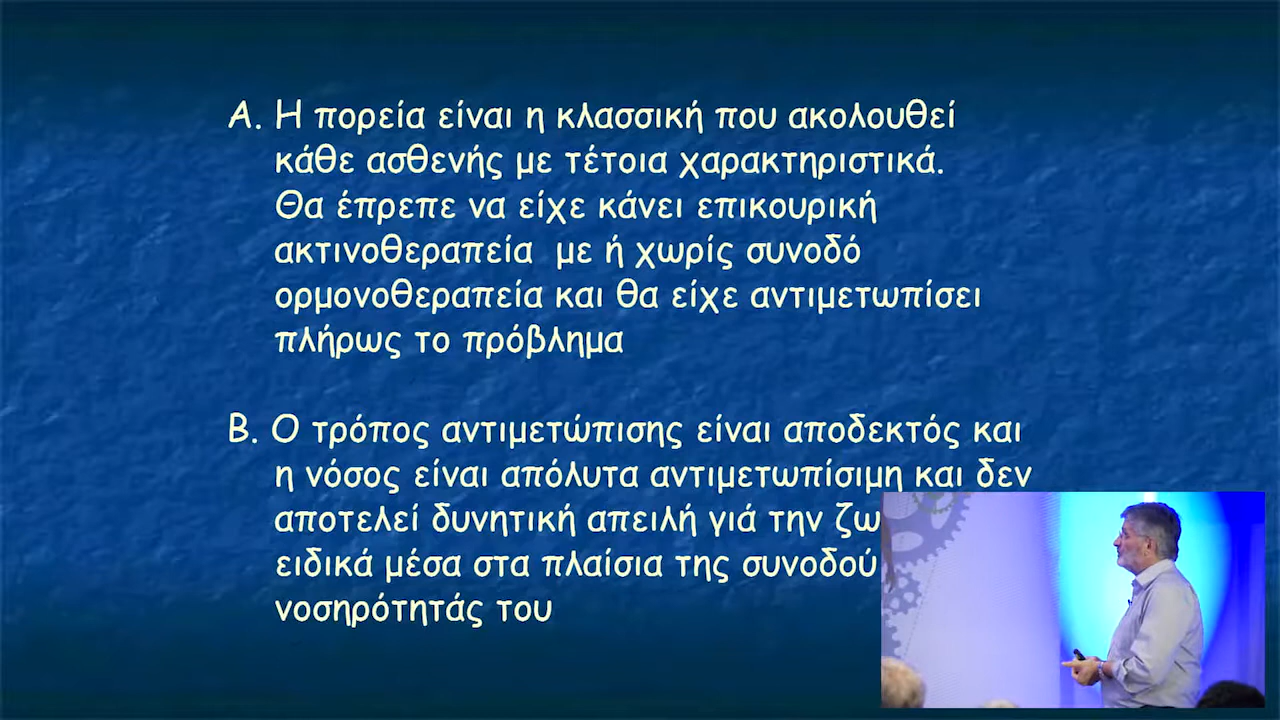 Α. Η πορεία είναι η κλασσική που ακολουθεί
κάθε ασθενής με τέτοια χαρακτηριστικά.
Θα έπρεπε να είχε κάνει επικουρική
ακτινοθεραπεία με ή χωρίς συνοδό
ορμονοθεραπεία και θα είχε αντιμετωπίσει
πλήρως το πρόβλημα
Β. Ο τρόπος αντιμετώπισης είναι αποδεκτός και
η νόσος είναι απόλυτα αντιμετωπίσιμη και δεν
αποτελεί δυνητική απειλή γιά την
ειδικά μέσα στα πλαίσια της συνοδού
νοσηρότητάς του